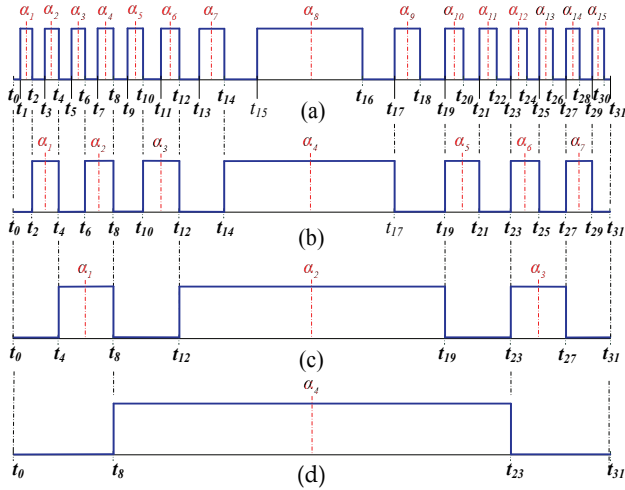 α1 α2 α3 α4 α5 α6 α7 α8 α9 α10 α11 α12 α13 α14 α15
t0 t2 t4 t6 t8 t10 t12 t14 t16 t18 t20 t22 t24 t26 t28 t30
t1 t3 t5 t7 t9 t11 t13 t15 t17 t19 t21 t23 t25 t27 t29 t31
(a)
α1 α2 α3 α4 α5 α6 α7
t0 t2 t4 t6 t8 t10 t12 t14 t17 t19 t21 t23 t25 t27 t29 t31
(b)
α1 α2 α3
t0 t4 t8 t12 t19 t23 t27 t31
(c)
α4
t0 t8 t23 t31
(d)